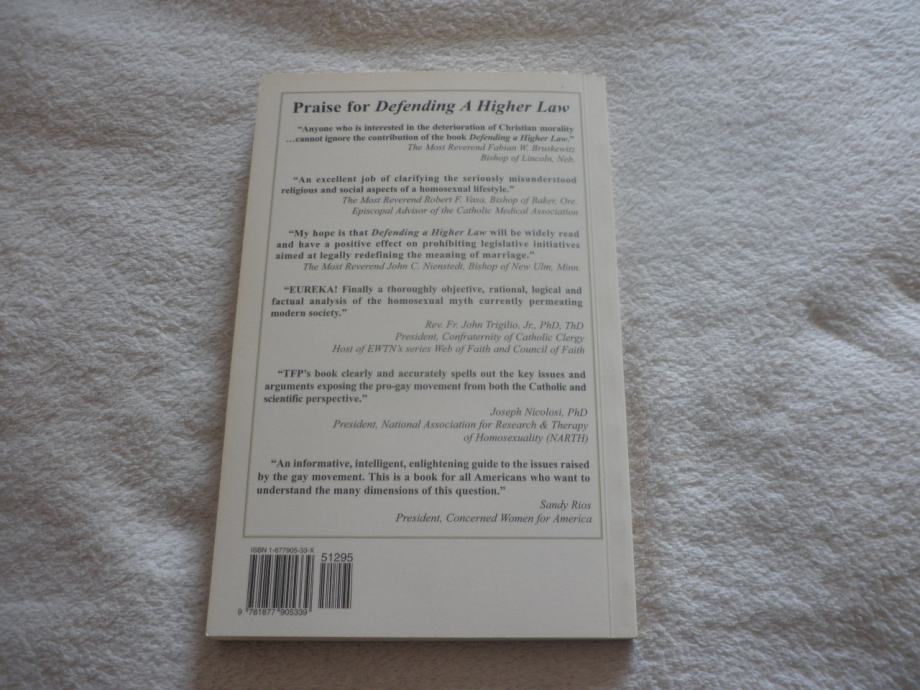 Praise for Defending A Higher Law
“Anyone who is interested in the deterioration of Christian morality
…cannot ignore the contribution of the book Defending a Higher Law.”
The Most Reverend Fabian W. Bruskewitz
Bishop of Lincoln, Neb.
“An excellent job of clarifying the seriously misunderstood
religious and social aspects of a homosexual lifestyle.”
The Most Reverend Robert F. Vasa, Bishop of Baker, Ore.
Episcopal Advisor of the Catholic Medical Association
“My hope is that Defending a Higher Law will be widely read
and have a positive effect on prohibiting legislative initiatives
aimed at legally redefining the meaning of marriage.”
The Most Reverend John C. Nienstedt, Bishop of New Ulm, Minn.
“EUREKA! Finally a thoroughly objective, rational, logical and
factual analysis of the homosexual myth currently permeating
modern society.”
Rev. Fr. John Trigilio, Jr., PhD, ThD
President, Confraternity of Catholic Clergy
Host of EWTN's series Web of Faith and Council of Faith
“TFP's book clearly and accurately spells out the key issues and
arguments exposing the pro-gay movement from both the Catholic and
scientific perspective.”
Joseph Nicolosi, PhD
President, National Association for Research & Therapy
of Homosexuality (NARTH)
“An informative, intelligent, enlightening guide to the issues raised
by the gay movement. This is a book for all Americans who want to
understand the many dimensions of this question.”
Sandy Rios
President, Concerned Women for America
ISBN 1-877905-33-X
51295
9 781877 905339